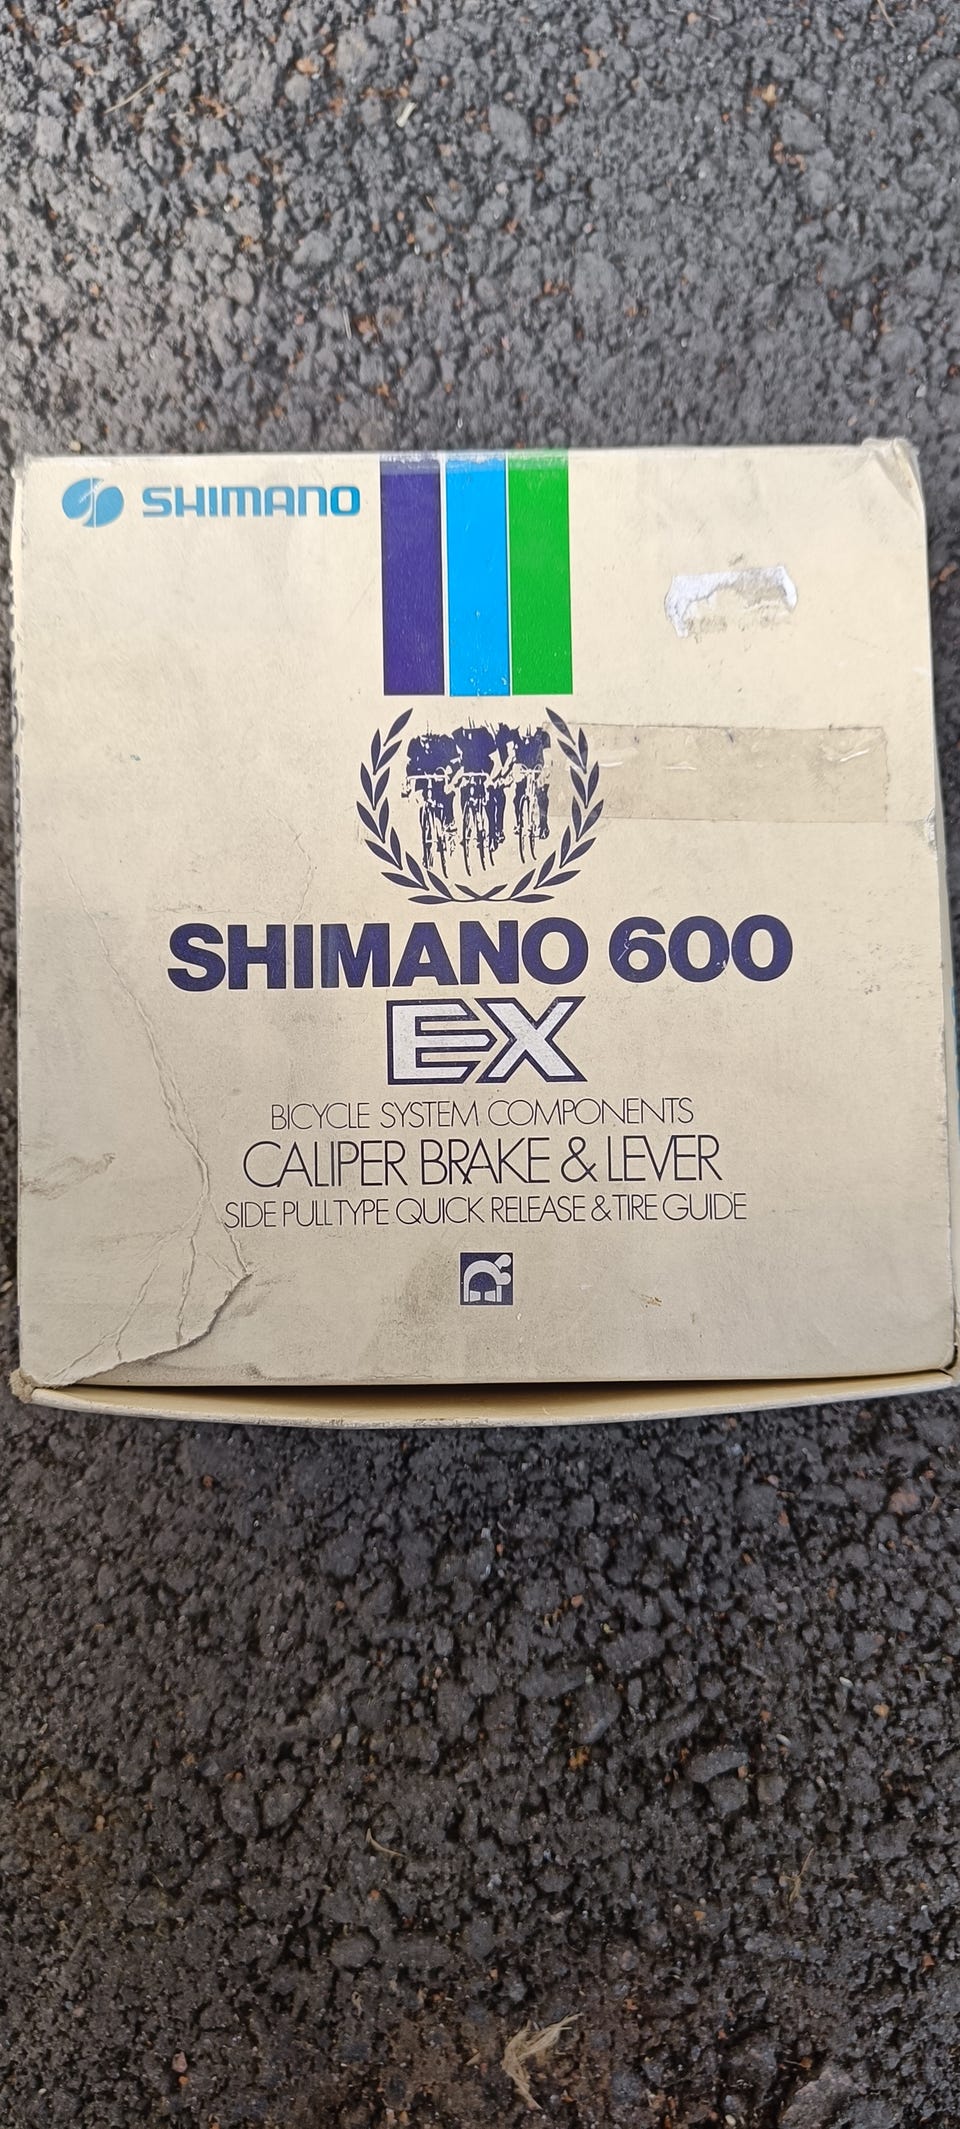 SHIMANO
SHIMANO 600
EX
BICYCLE SYSTEM COMPONENTS
CALIPER BRAKE & LEVER
SIDE PULL TYPE QUICK RELEASE & TIRE GUIDE